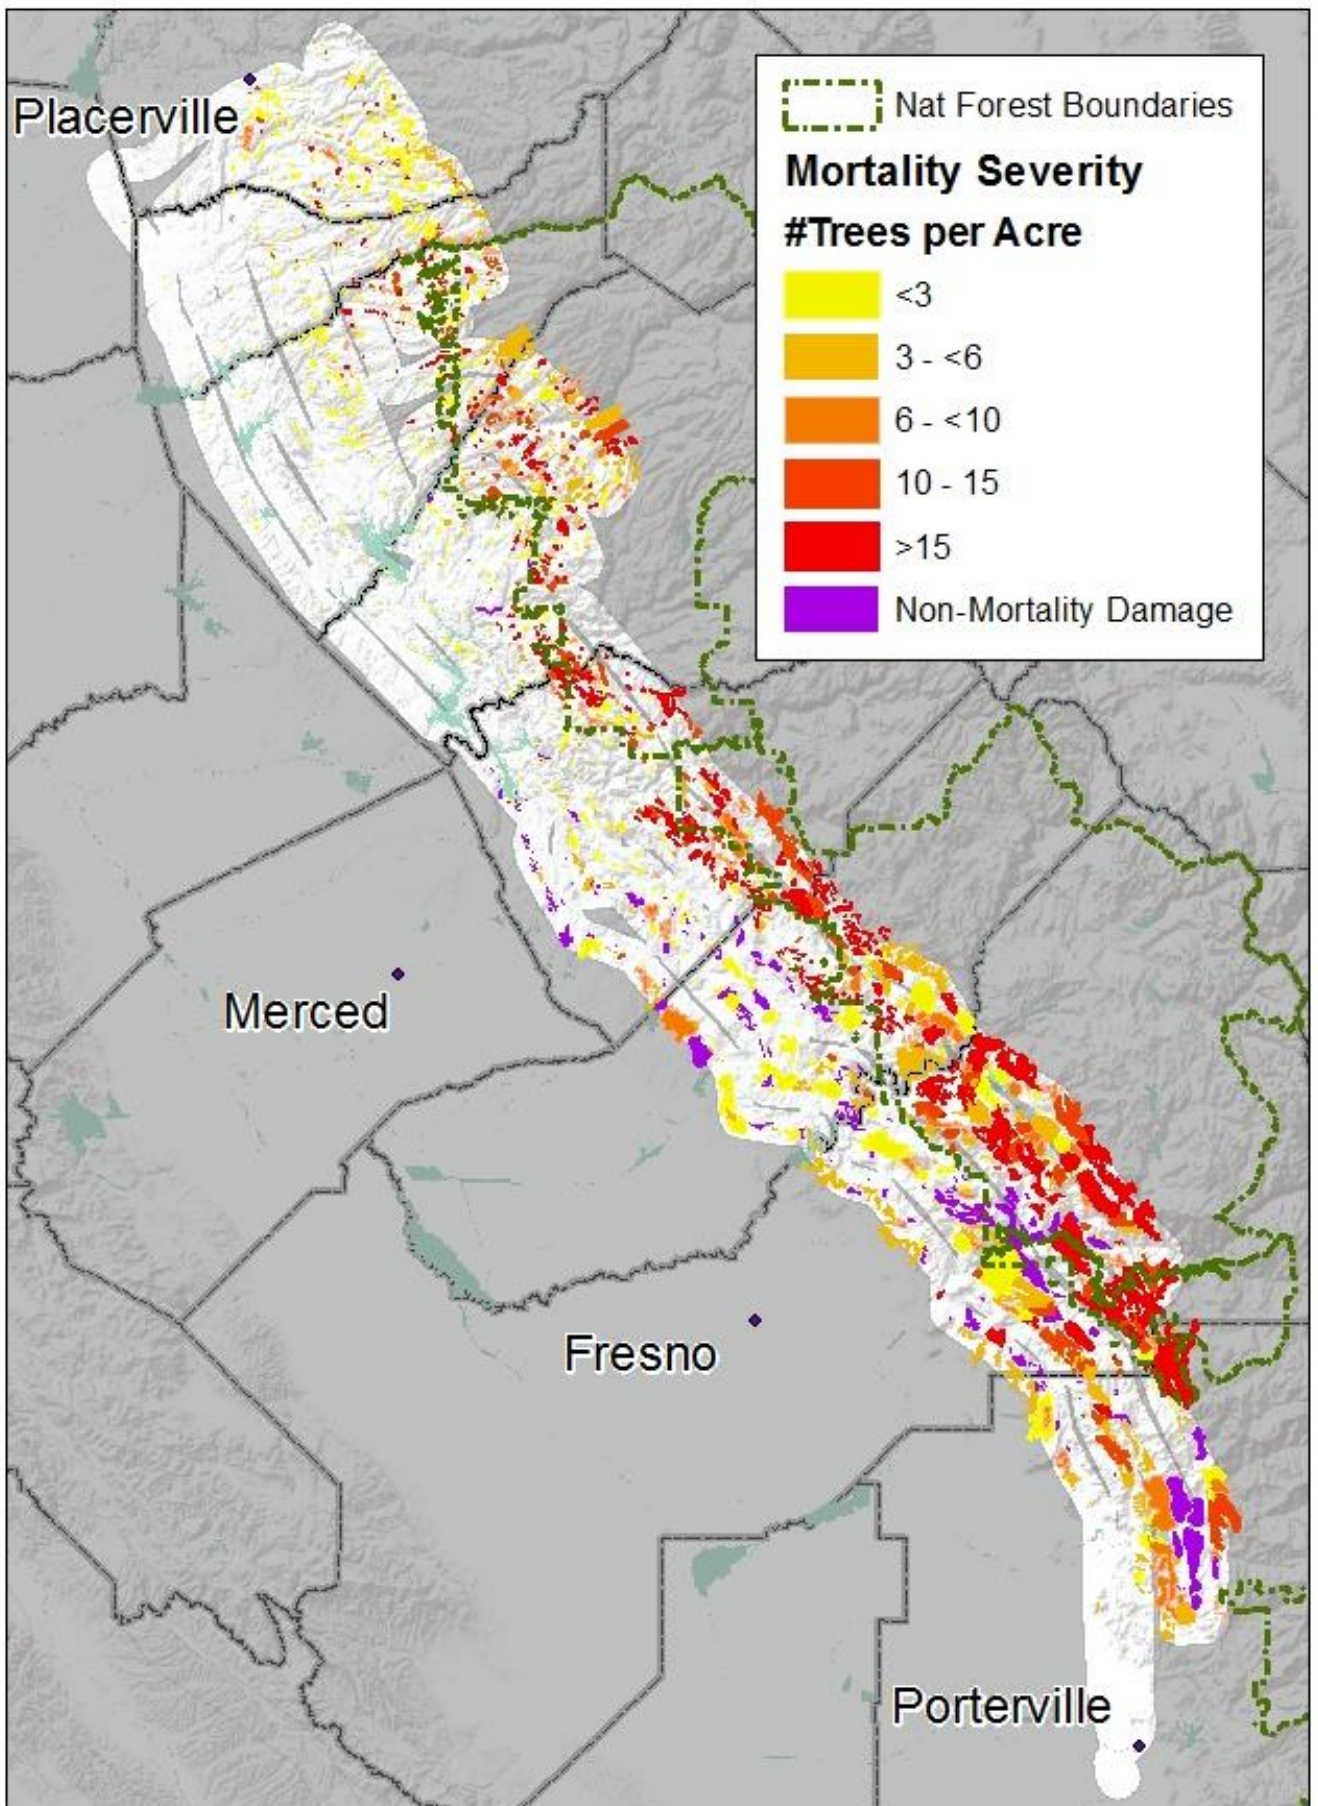 Placerville
Nat Forest Boundaries
Mortality Severity
#Trees per Acre
<3
3 - <6
6 - <10
10 - 15
>15
Non-Mortality Damage
Merced
Fresno
Porterville